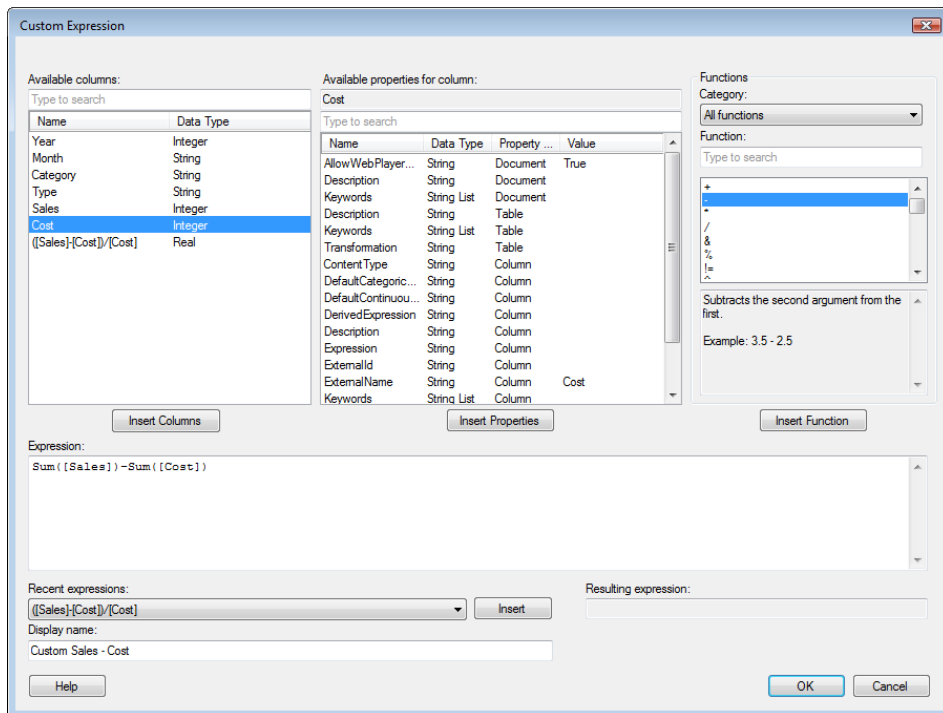 Custom Expression
Available columns:
Type to search
Name Data Type
Year Integer
Month String
Category String
Type String
Sales Integer
Cost Integer
([Sales]-[Cost])/[Cost] Real
Insert Columns
Available properties for column:
Cost
Type to search
Name Data Type Property ... Value
AllowWebPlayer... String Document True
Description String Document
Keywords String List Document
Description String Table
Keywords String List Table
Transformation String Table
ContentType String Column
DefaultCategoric... String Column
DefaultContinuou... String Column
DerivedExpression String Column
Description String Column
Expression String Column
ExternalId String Column
ExternalName String Column Cost
Keywords String List Column
Insert Properties
Functions
Category:
All functions
Function:
Type to search
+
-
*
/
&
%
!=
^
Subtracts the second argument from the
first.
Example: 3.5 - 2.5
Insert Function
Expression:
Sum([Sales])-Sum([Cost])
Recent expressions:
([Sales]-[Cost])/[Cost]
Insert
Resulting expression:
Display name:
Custom Sales - Cost
Help
OK
Cancel